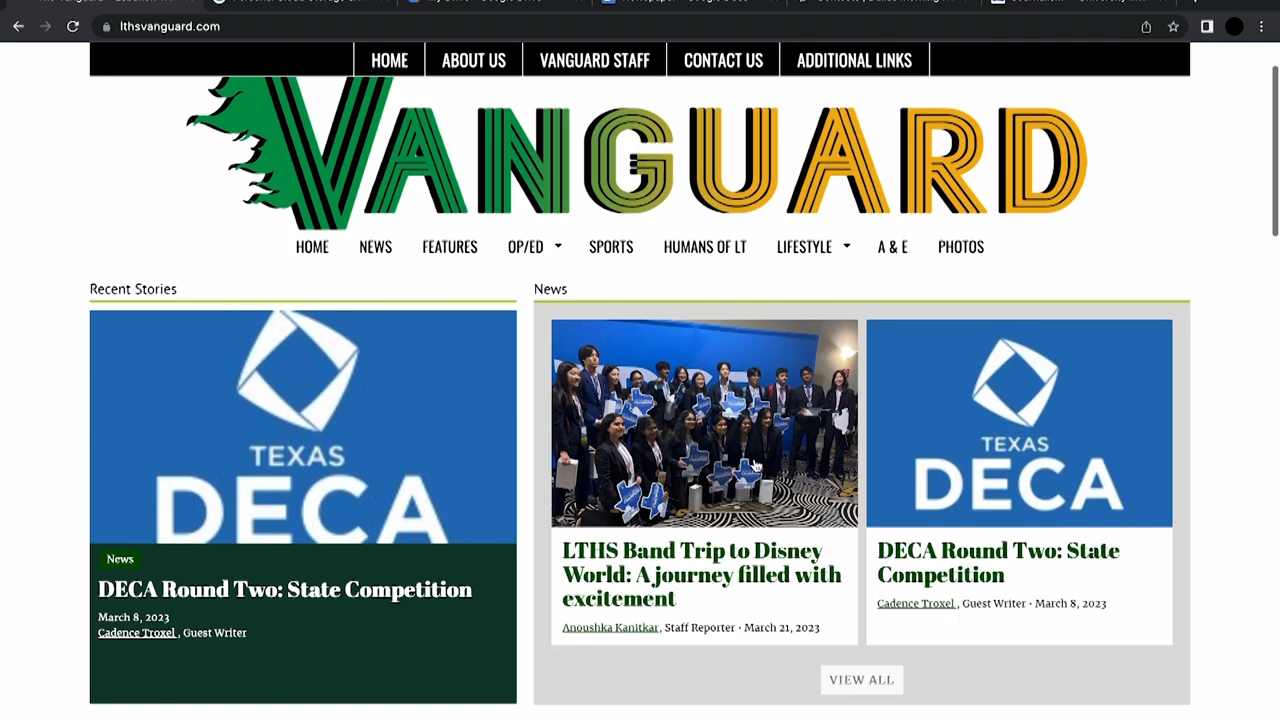 lthsvanguard.com
HOME ABOUT US VANGUARD STAFF CONTACT US ADDITIONAL LINKS
VANGUARD
HOME NEWS FEATURES OP/ED SPORTS HUMANS OF LT LIFESTYLE A & E PHOTOS
Recent Stories
TEXAS
DECA
News
DECA Round Two: State Competition
March 8, 2023
Cadence Troxel , Guest Writer
News
LTHS Band Trip to Disney
World: A journey filled with
excitement
Anoushka Kanitkar, Staff Reporter • March 21, 2023
TEXAS
DECA
DECA Round Two: State
Competition
Cadence Troxel , Guest Writer • March 8, 2023
VIEW ALL